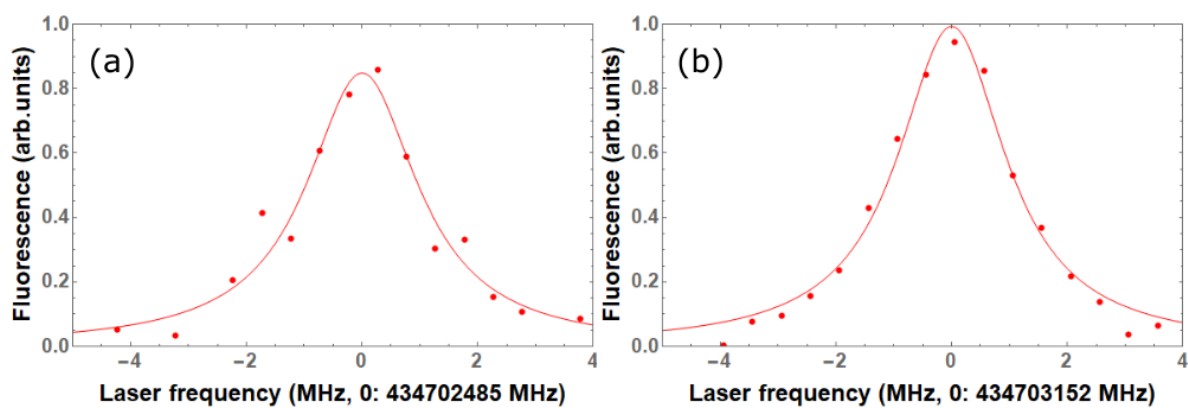 (a)
Fluorescence (arb.units)
1.0
0.8
0.6
0.4
0.2
0.0
−4 −2 0 2 4
Laser frequency (MHz, 0: 434702485 MHz)
(b)
Fluorescence (arb.units)
1.0
0.8
0.6
0.4
0.2
0.0
−4 −2 0 2 4
Laser frequency (MHz, 0: 434703152 MHz)